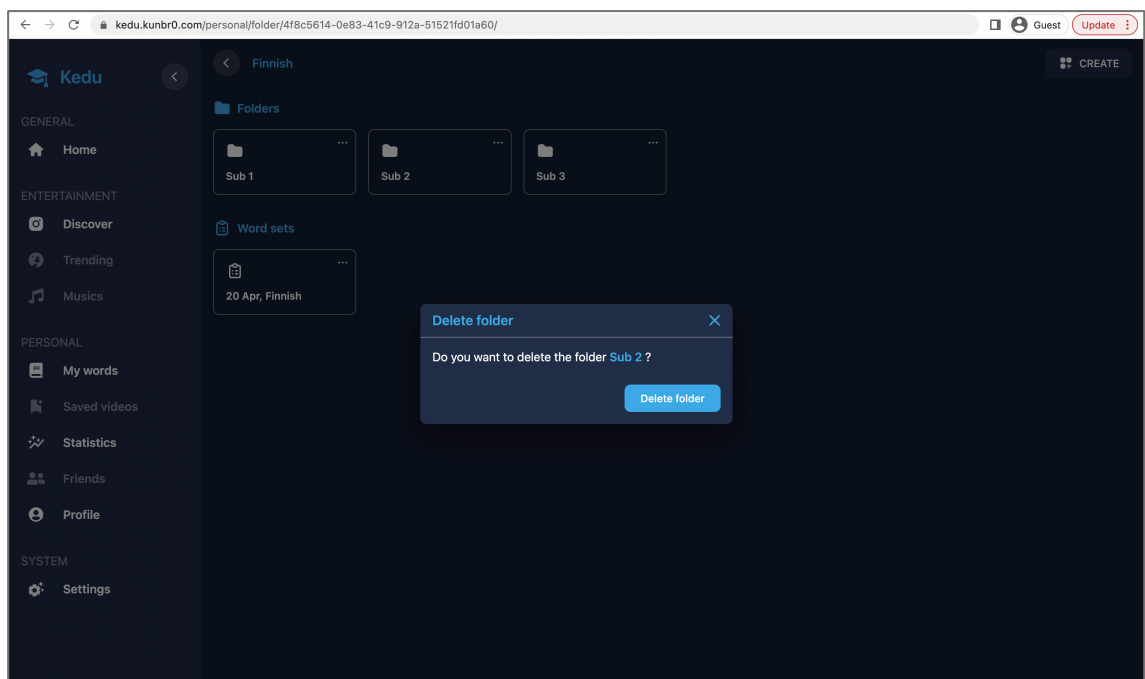 kedu.kunbr0.com/personal/folder/4f8c5614-0e83-41c9-912a-51521fd01a60/
Guest
Update
Kedu
Finnish
CREATE
GENERAL
Home
ENTERTAINMENT
Discover
Trending
Musics
PERSONAL
My words
Saved videos
Statistics
Friends
Profile
SYSTEM
Settings
Folders
Sub 1
Sub 2
Sub 3
Word sets
20 Apr, Finnish
Delete folder
Do you want to delete the folder Sub 2 ?
Delete folder